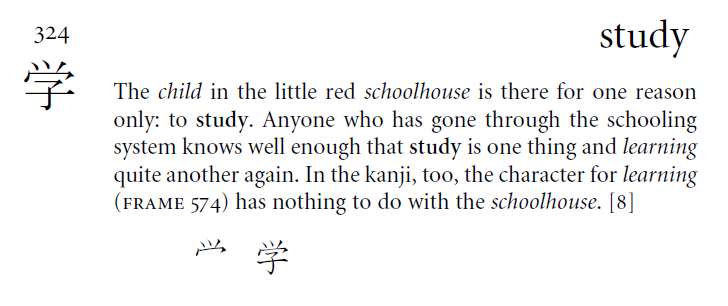 324
study
学
The child in the little red schoolhouse is there for one reason
only: to study. Anyone who has gone through the schooling
system knows well enough that study is one thing and learning
quite another again. In the kanji, too, the character for learning
(FRAME 574) has nothing to do with the schoolhouse. [8]
𭕄 学